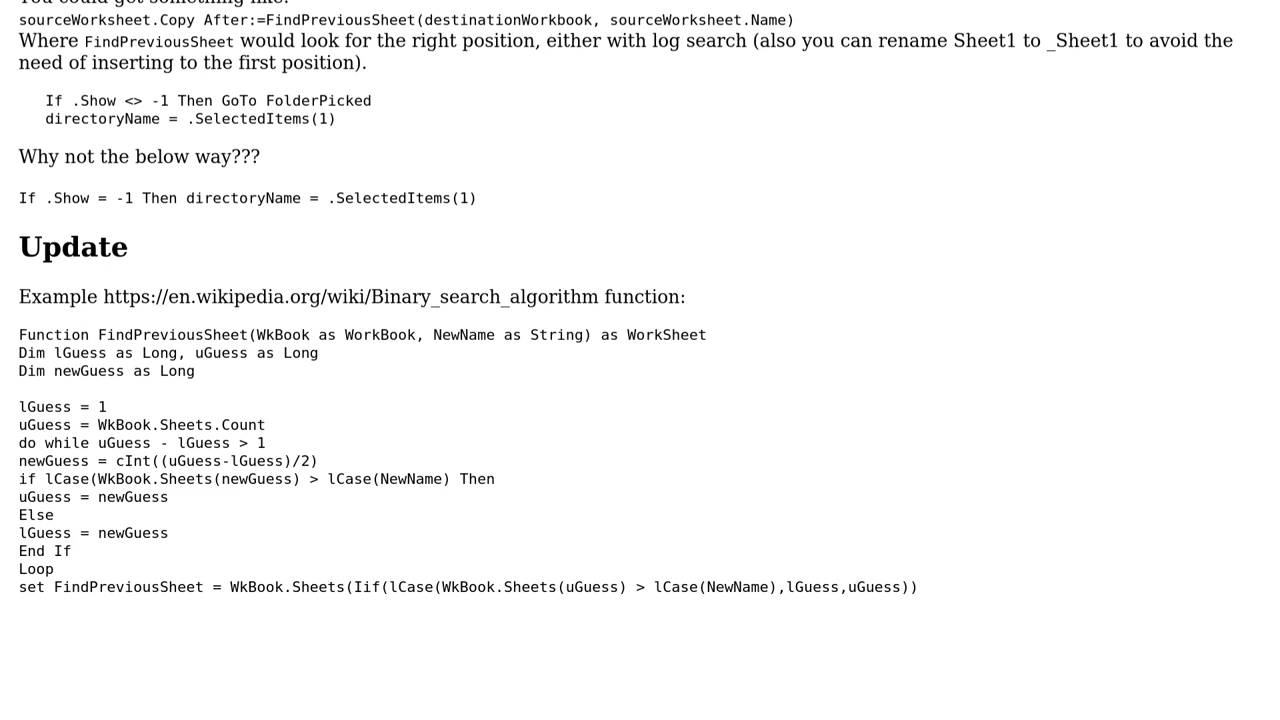 You could get something like:
sourceWorksheet.Copy After:=FindPreviousSheet(destinationWorkbook, sourceWorksheet.Name)
Where FindPreviousSheet would look for the right position, either with log search (also you can rename Sheet1 to _Sheet1 to avoid the
need of inserting to the first position).
If .Show <> -1 Then GoTo FolderPicked
directoryName = .SelectedItems(1)
Why not the below way???
If .Show = -1 Then directoryName = .SelectedItems(1)
Update
Example https://en.wikipedia.org/wiki/Binary_search_algorithm function:
Function FindPreviousSheet(WkBook as WorkBook, NewName as String) as WorkSheet
Dim lGuess as Long, uGuess as Long
Dim newGuess as Long
lGuess = 1
uGuess = WkBook.Sheets.Count
do while uGuess - lGuess > 1
newGuess = cInt((uGuess-lGuess)/2)
if lCase(WkBook.Sheets(newGuess) > lCase(NewName) Then
uGuess = newGuess
Else
lGuess = newGuess
End If
Loop
set FindPreviousSheet = WkBook.Sheets(Iif(lCase(WkBook.Sheets(uGuess) > lCase(NewName),lGuess,uGuess))